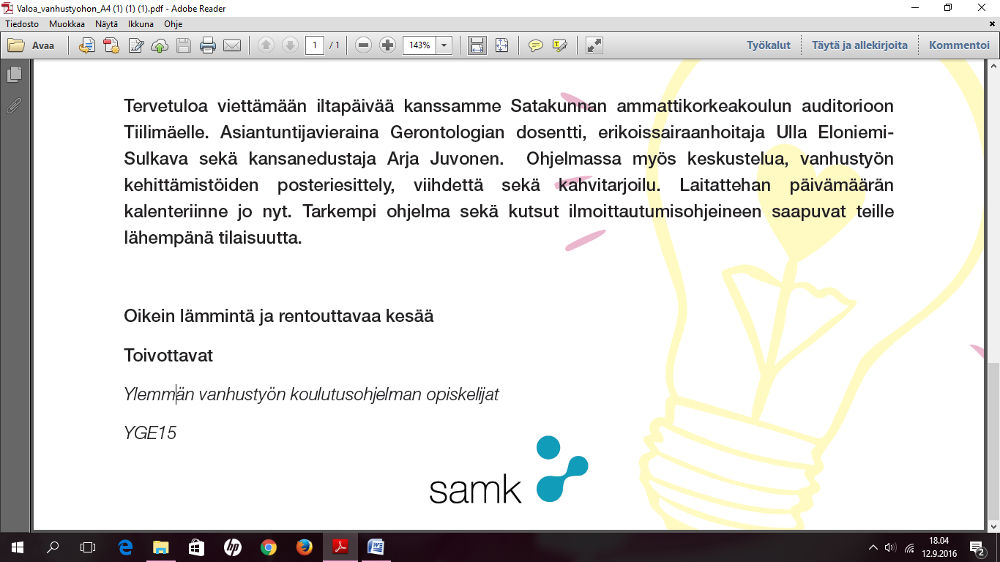 Valoa_vanhustyohon_A4 (1) (1) (1).pdf - Adobe Reader
Tiedosto Muokkaa Näytä Ikkuna Ohje
Avaa 1 / 1 143% Työkalut Täytä ja allekirjoita Kommentoi
Tervetuloa viettämään iltapäivää kanssamme Satakunnan ammattikorkeakoulun auditorioon
Tiilimäelle. Asiantuntijavieraina Gerontologian dosentti, erikoissairaanhoitaja Ulla Eloniemi-
Sulkava sekä kansanedustaja Arja Juvonen. Ohjelmassa myös keskustelua, vanhustyön
kehittämistöiden posteriesittely, viihdettä sekä kahvitarjoilu. Laitattehan päivämäärän
kalenteriinne jo nyt. Tarkempi ohjelma sekä kutsut ilmoittautumisohjeineen saapuvat teille
lähempänä tilaisuutta.
Oikein lämmintä ja rentouttavaa kesää
Toivottavat
Ylemmän vanhustyön koulutusohjelman opiskelijat
YGE15
samk
18.04
12.9.2016
2